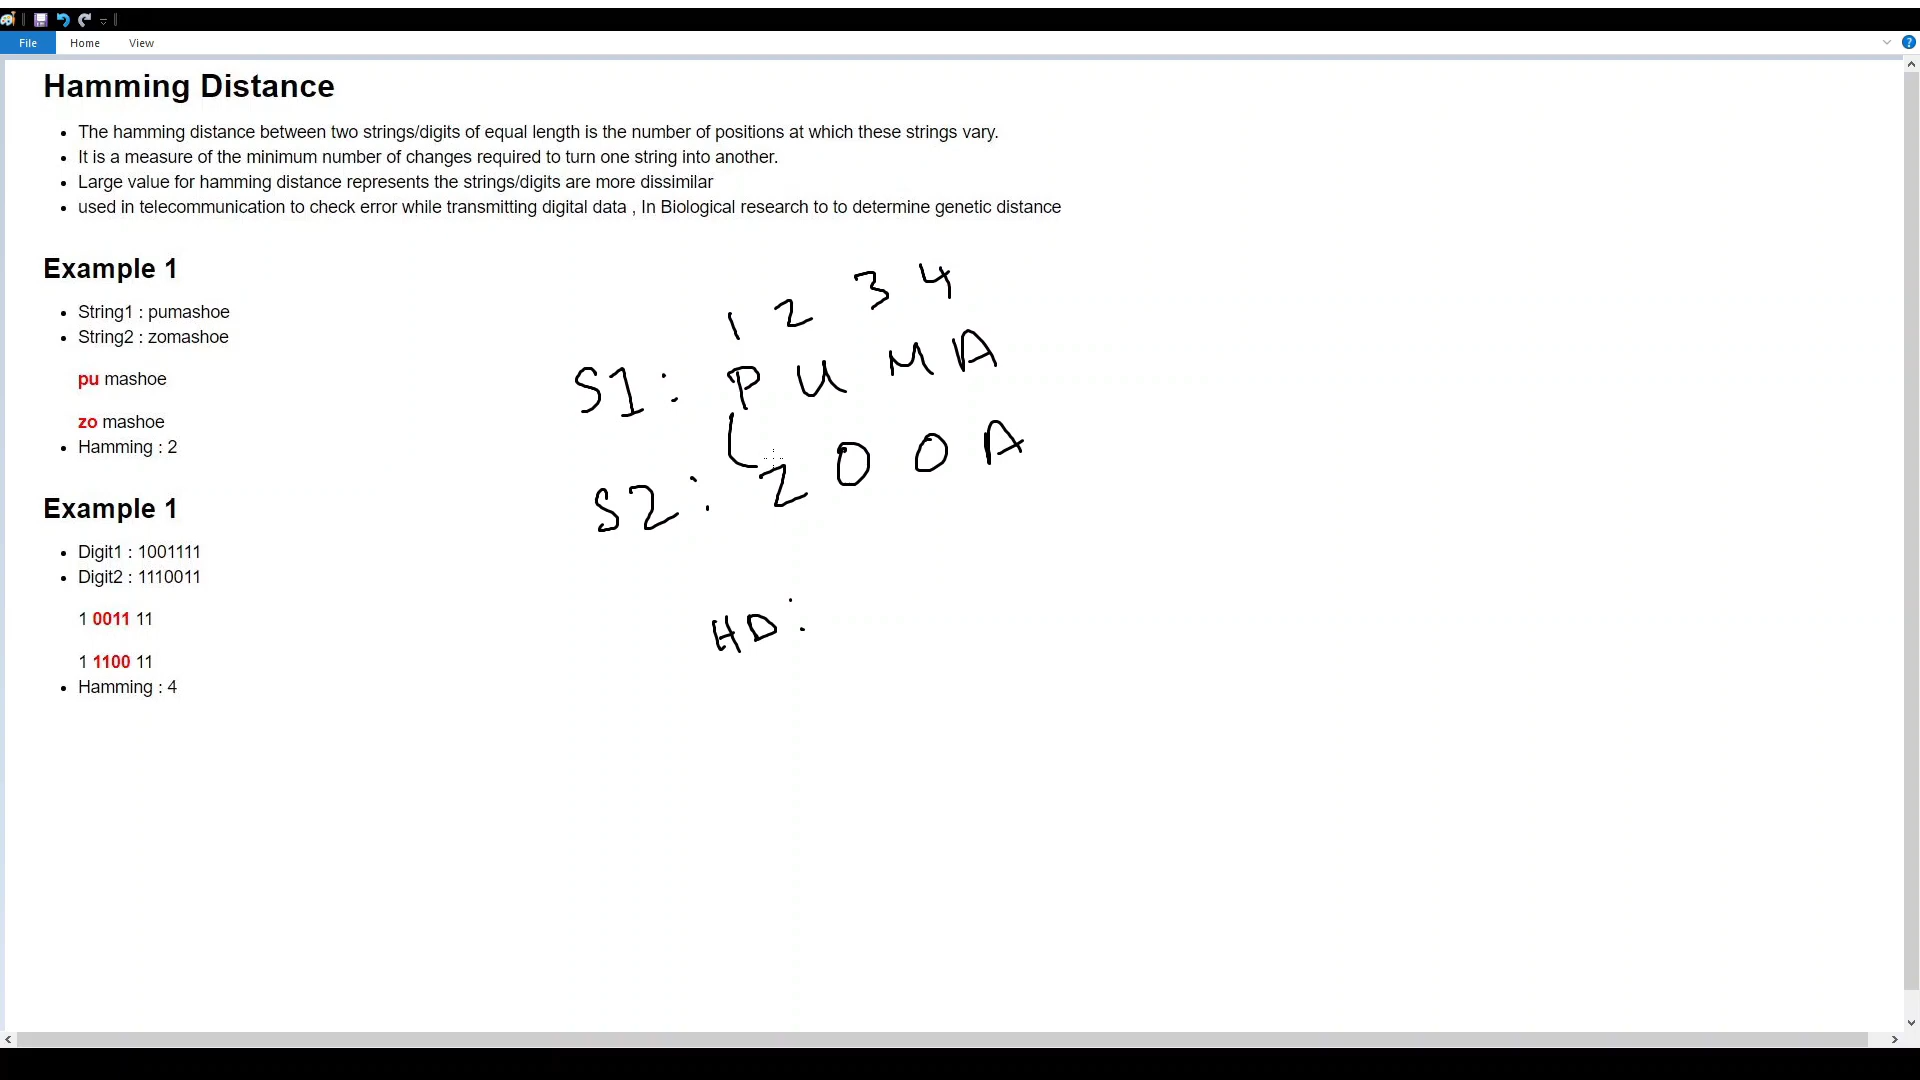 File Home View
Hamming Distance
The hamming distance between two strings/digits of equal length is the number of positions at which these strings vary.
It is a measure of the minimum number of changes required to turn one string into another.
Large value for hamming distance represents the strings/digits are more dissimilar
used in telecommunication to check error while transmitting digital data , In Biological research to to determine genetic distance
Example 1
String1 : pumashoe
String2 : zomashoe
pu mashoe
zo mashoe
Hamming : 2
Example 1
Digit1 : 1001111
Digit2 : 1110011
1 0011 11
1 1100 11
Hamming : 4
1 2 3 4
S1: P U M A
S2: Z O O A
HD: